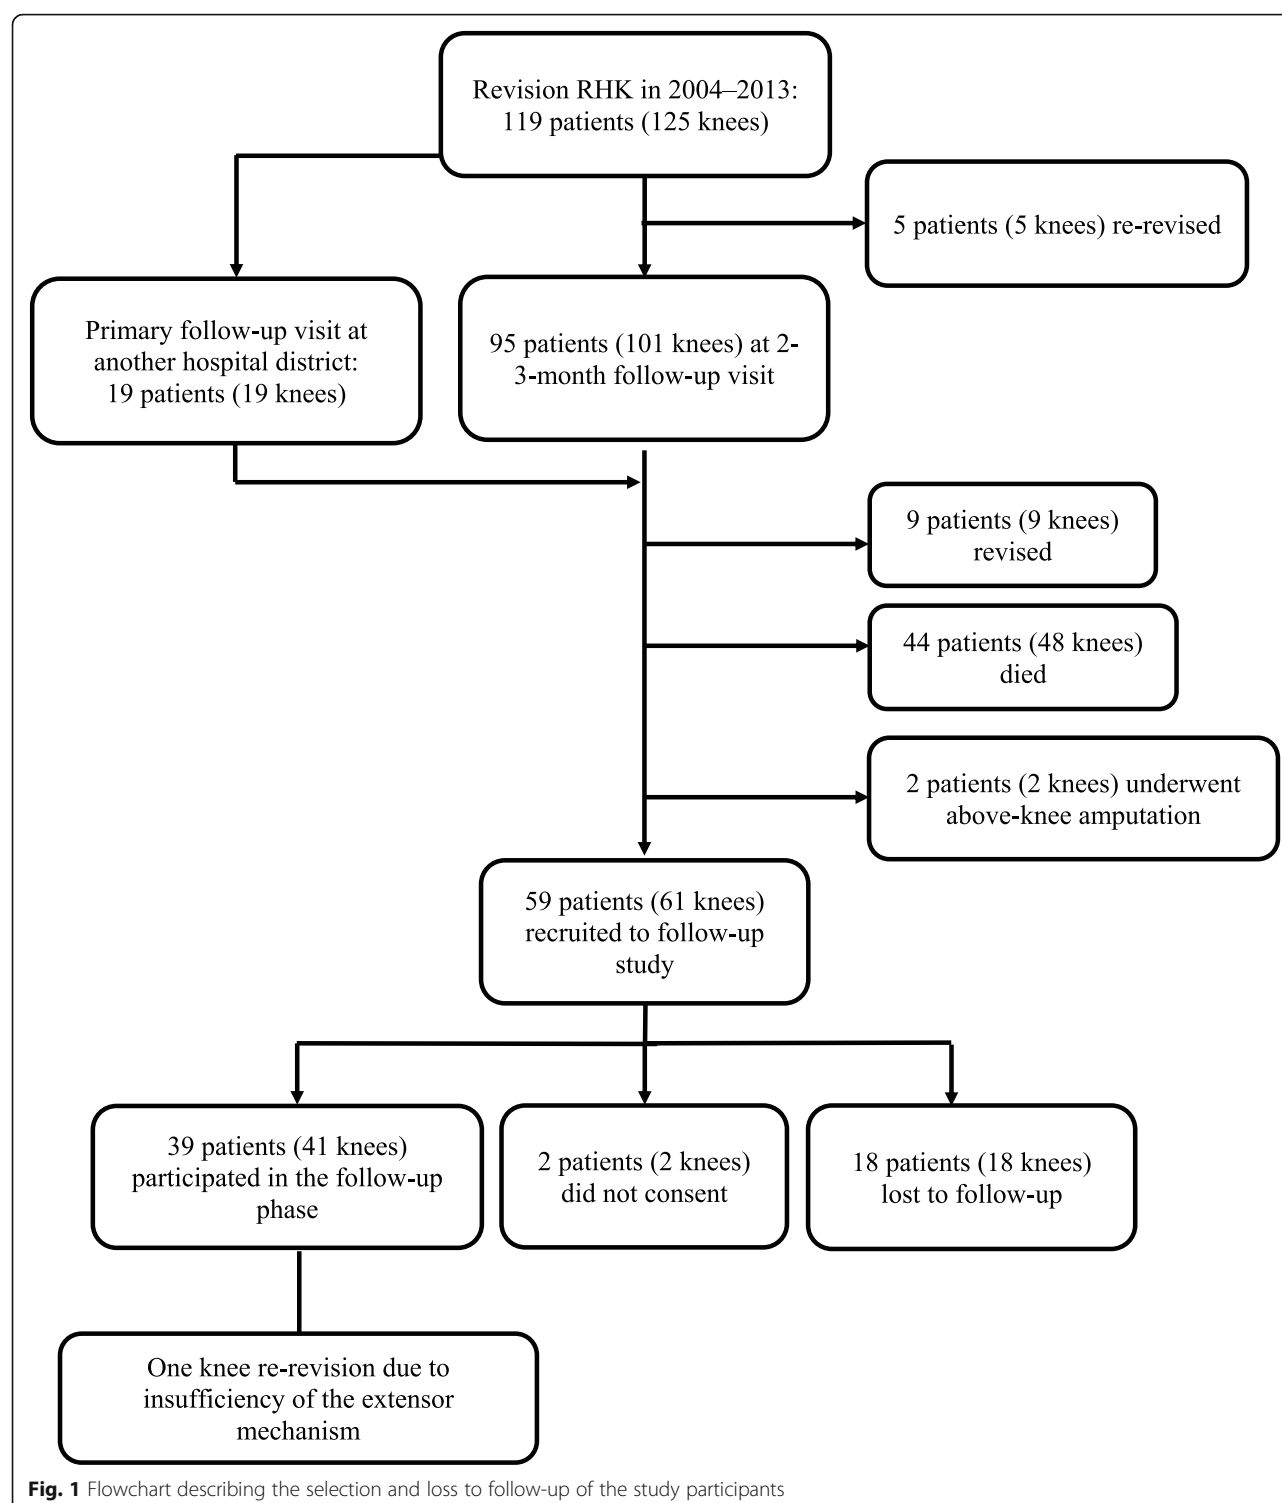 Revision RHK in 2004–2013:
119 patients (125 knees)
5 patients (5 knees) re-revised
Primary follow-up visit at
another hospital district:
19 patients (19 knees)
95 patients (101 knees) at 2-
3-month follow-up visit
9 patients (9 knees)
revised
44 patients (48 knees)
died
2 patients (2 knees) underwent
above-knee amputation
59 patients (61 knees)
recruited to follow-up
study
39 patients (41 knees)
participated in the follow-up
phase
2 patients (2 knees)
did not consent
18 patients (18 knees)
lost to follow-up
One knee re-revision due to
insufficiency of the extensor
mechanism
Fig. 1 Flowchart describing the selection and loss to follow-up of the study participants